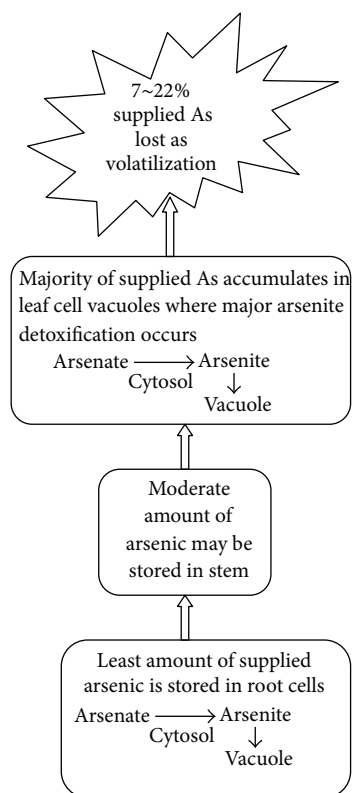 7~22%
supplied As
lost as
volatilization
Majority of supplied As accumulates in
leaf cell vacuoles where major arsenite
detoxification occurs
Arsenate Arsenite
Cytosol
Vacuole
Moderate
amount of
arsenic may be
stored in stem
Least amount of supplied
arsenic is stored in root cells
Arsenate Arsenite
Cytosol
Vacuole